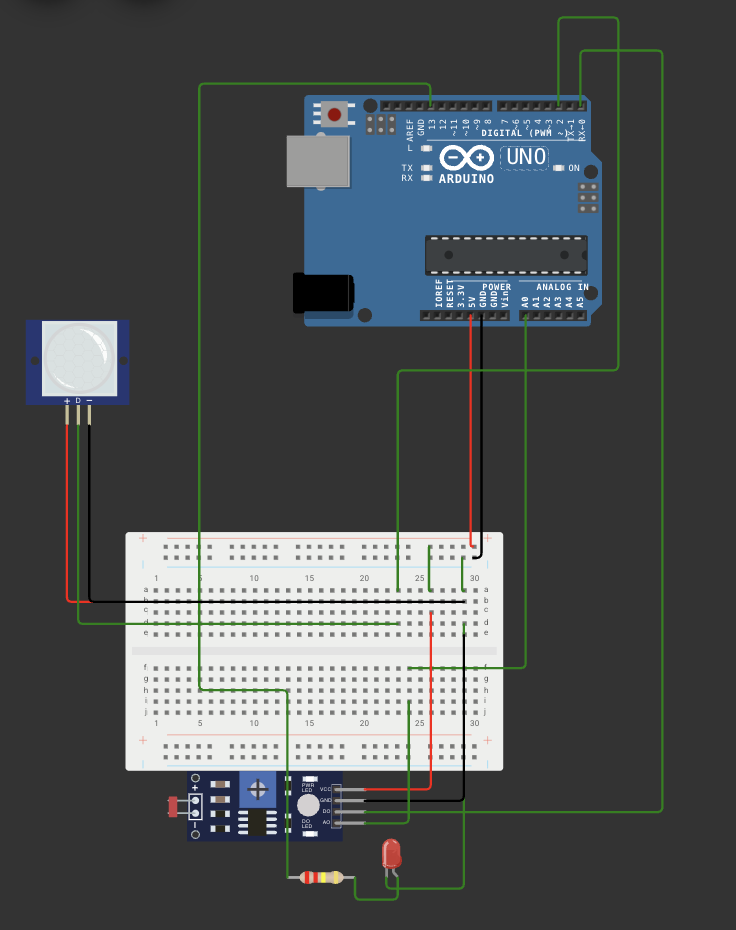 AREF
GND
13
12
~11
~10
~9
8
7
~6
~5
4
~3
2
TX→1
RX←0
DIGITAL (PWM ~)
L
UNO
TX
RX
ON
ARDUINO
IOREF
RESET
3.3V
5V
GND
GND
Vin
POWER
ANALOG IN
A0
A1
A2
A3
A4
A5
+ D −
+ +
1 5 10 15 20 25 30
a a
b b
c c
d d
e e
f f
g g
h h
i i
j j
1 5 10 15 20 25 30
+ +
+
−
PWR
LED
DO
LED
VCC
GND
DO
AO